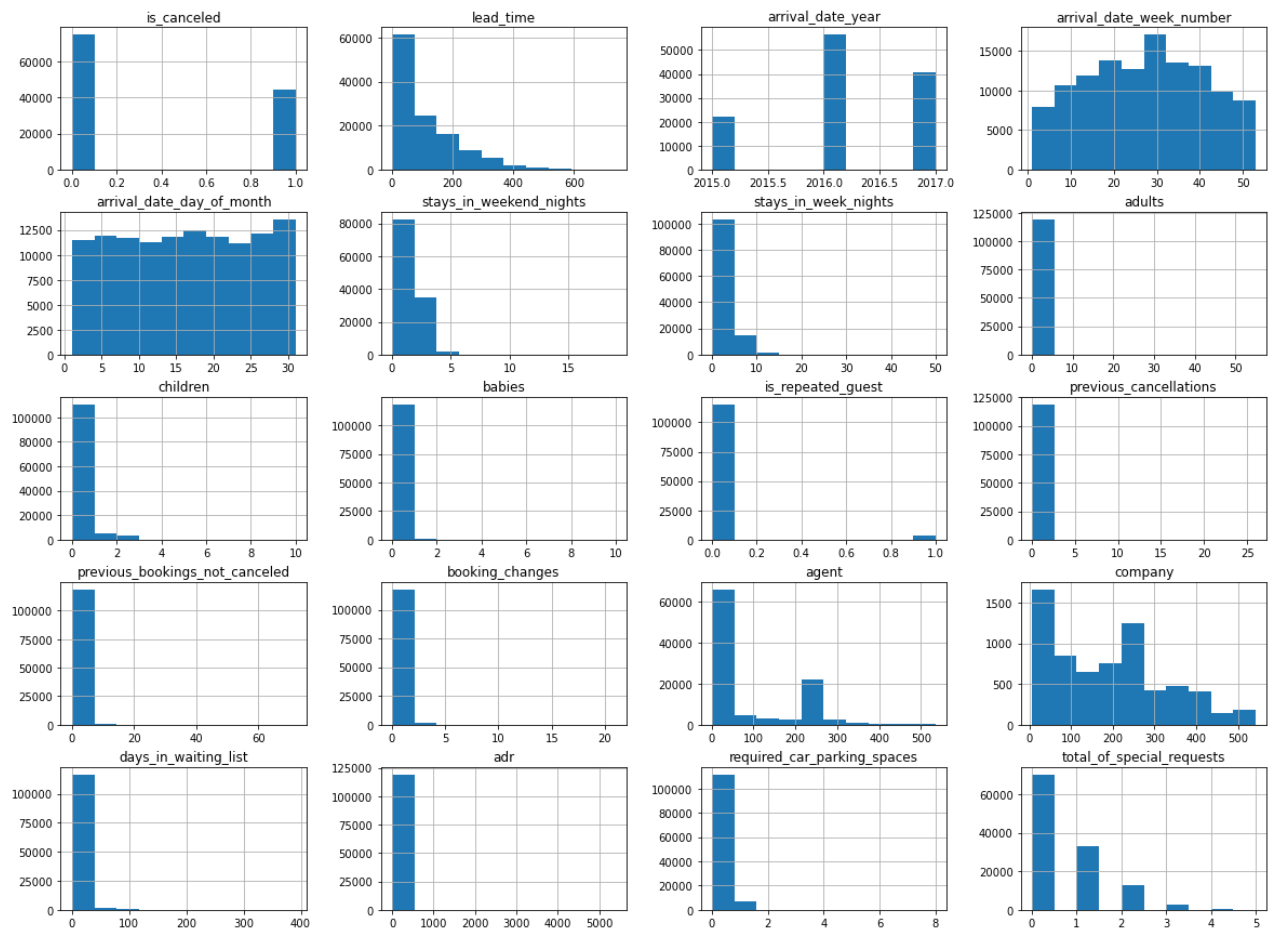 is_canceled
60000
40000
20000
0
0.0 0.2 0.4 0.6 0.8 1.0
lead_time
60000
40000
20000
0
0 200 400 600
arrival_date_year
50000
40000
30000
20000
10000
0
2015.0 2015.5 2016.0 2016.5 2017.0
arrival_date_week_number
15000
10000
5000
0
0 10 20 30 40 50
arrival_date_day_of_month
12500
10000
7500
5000
2500
0
0 5 10 15 20 25 30
stays_in_weekend_nights
80000
60000
40000
20000
0
0 5 10 15
stays_in_week_nights
100000
80000
60000
40000
20000
0
0 10 20 30 40 50
adults
125000
100000
75000
50000
25000
0
0 10 20 30 40 50
children
100000
80000
60000
40000
20000
0
0 2 4 6 8 10
babies
100000
75000
50000
25000
0
0 2 4 6 8 10
is_repeated_guest
100000
75000
50000
25000
0
0.0 0.2 0.4 0.6 0.8 1.0
previous_cancellations
125000
100000
75000
50000
25000
0
0 5 10 15 20 25
previous_bookings_not_canceled
100000
75000
50000
25000
0
0 20 40 60
booking_changes
100000
75000
50000
25000
0
0 5 10 15 20
agent
60000
40000
20000
0
0 100 200 300 400 500
company
1500
1000
500
0
0 100 200 300 400 500
days_in_waiting_list
100000
75000
50000
25000
0
0 100 200 300 400
adr
125000
100000
75000
50000
25000
0
0 1000 2000 3000 4000 5000
required_car_parking_spaces
100000
80000
60000
40000
20000
0
0 2 4 6 8
total_of_special_requests
60000
40000
20000
0
0 1 2 3 4 5